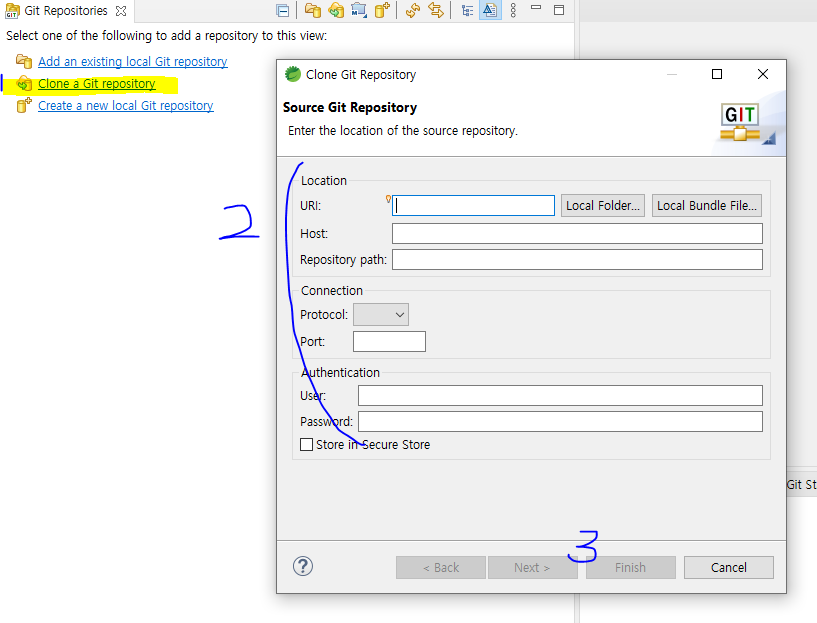 Git Repositories
Select one of the following to add a repository to this view:
Add an existing local Git repository
Clone a Git repository
Create a new local Git repository
Clone Git Repository
Source Git Repository
Enter the location of the source repository.
GIT
2
Location
URI:
Local Folder...
Local Bundle File...
Host:
Repository path:
Connection
Protocol:
Port:
Authentication
User:
Password:
Store in Secure Store
Git St
3
?
< Back
Next >
Finish
Cancel